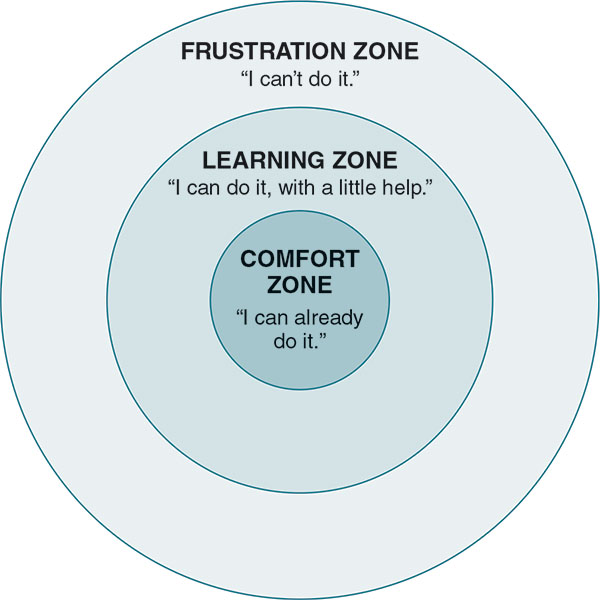 FRUSTRATION ZONE
“I can’t do it.”
LEARNING ZONE
“I can do it, with a little help.”
COMFORT
ZONE
“I can already
do it.”